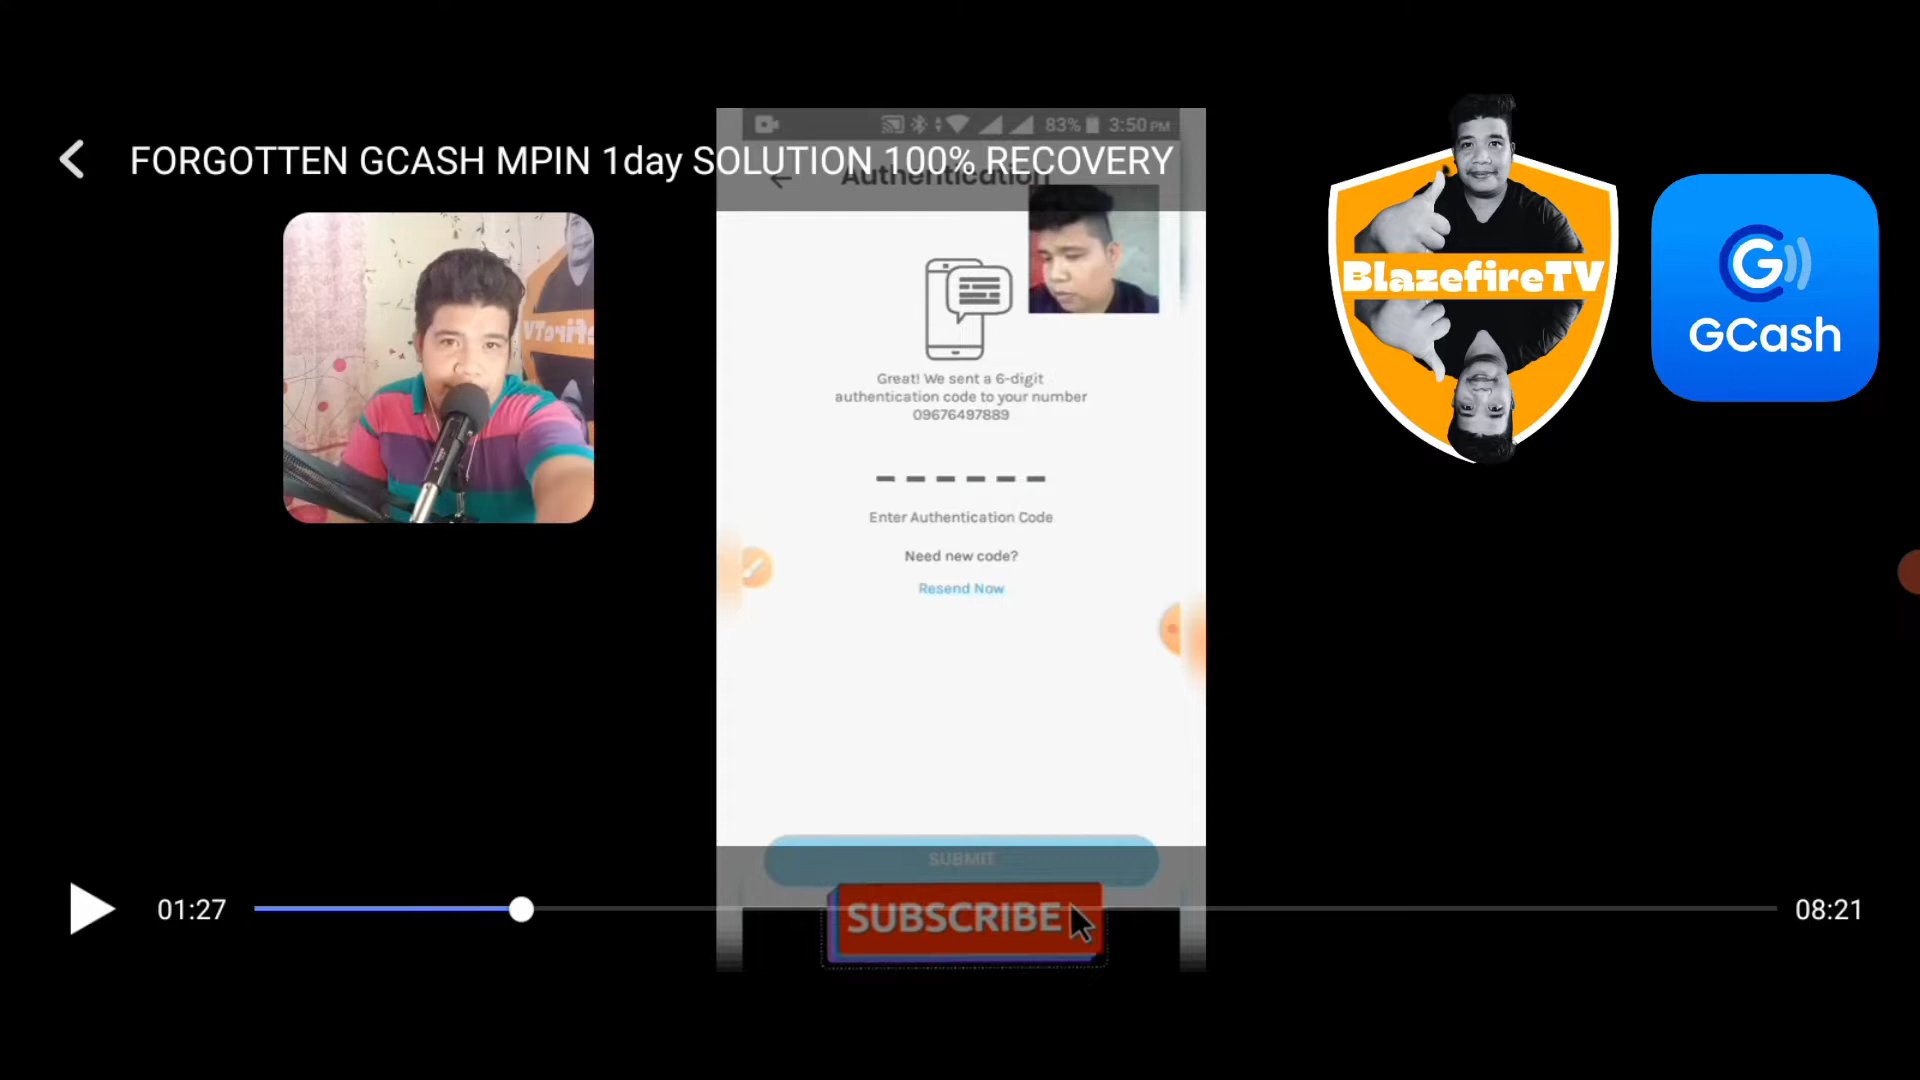 83% 3:50 PM
FORGOTTEN GCASH MPIN 1day SOLUTION 100% RECOVERY
Authentication
BlazefireTV
GCash
Great! We sent a 6-digit
authentication code to your number
09676497889
Enter Authentication Code
Need new code?
Resend Now
SUBMIT
01:27
08:21
SUBSCRIBE